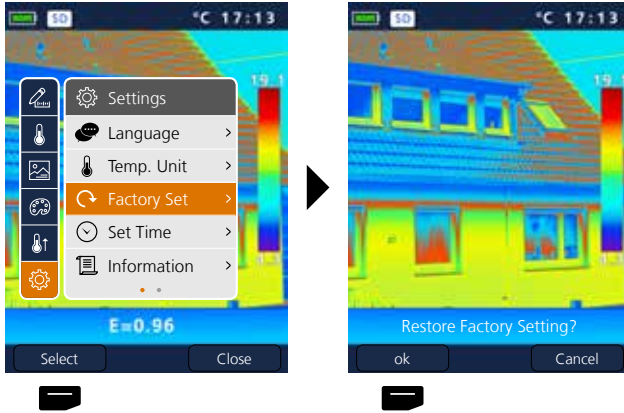 SD °C 17:13
19.1
Settings
Language
Temp. Unit
Factory Set
Set Time
Information
E=0.96
Select Close
SD °C 17:13
19.1
Restore Factory Setting?
ok Cancel